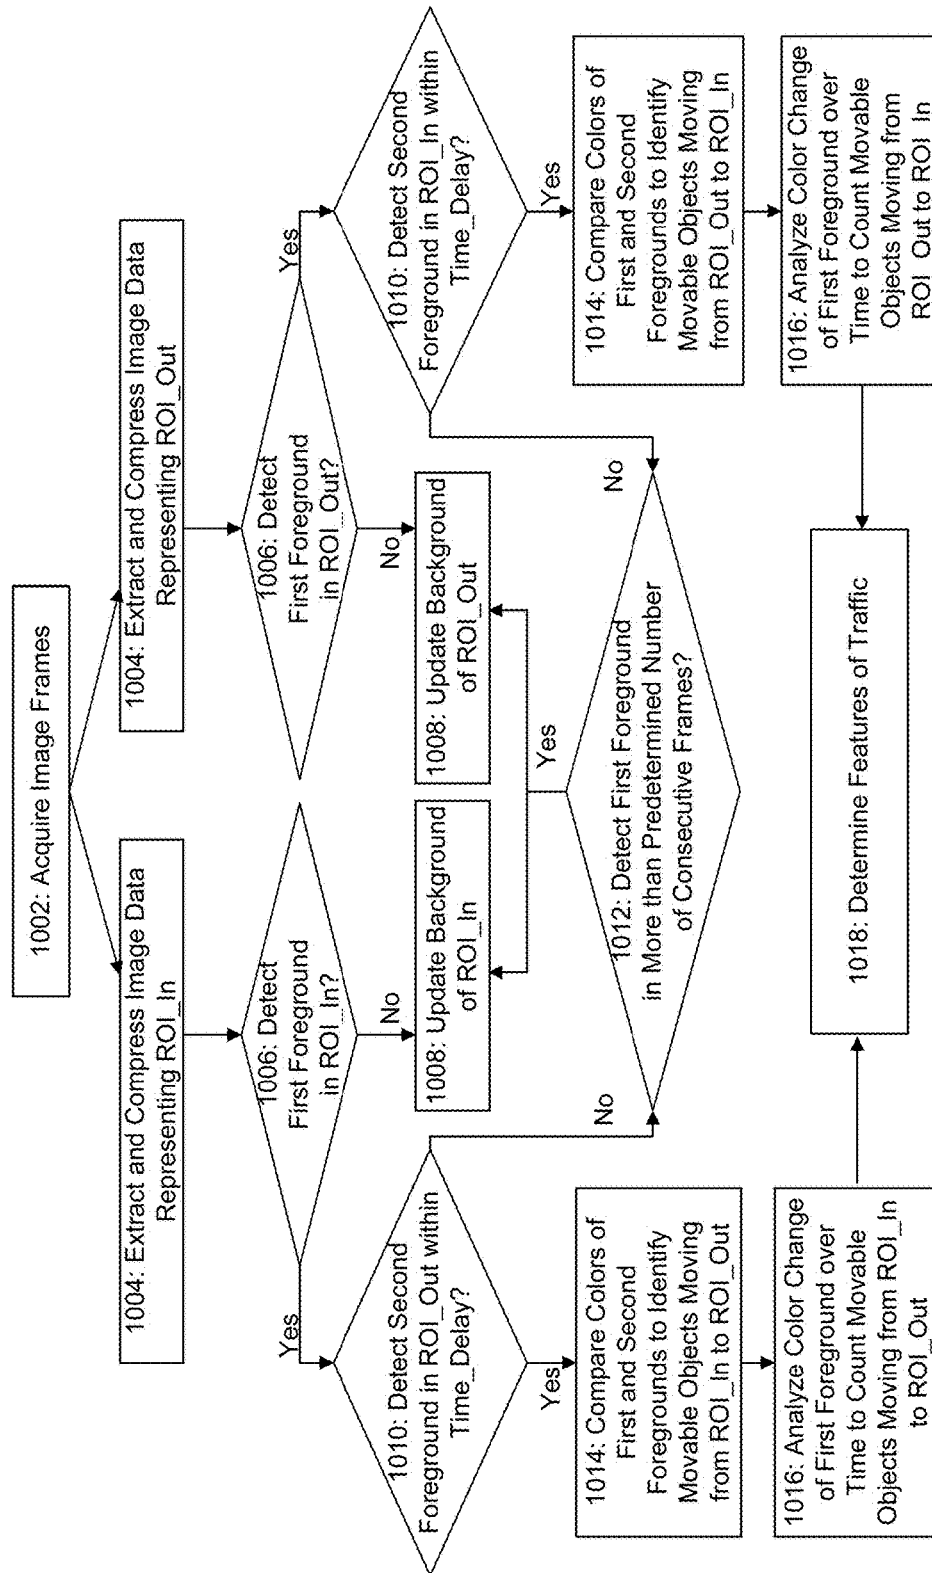 1002: Acquire Image Frames
1004: Extract and Compress Image Data
Representing ROI_In
1004: Extract and Compress Image Data
Representing ROI_Out
1006: Detect
First Foreground
in ROI_In?
1006: Detect
First Foreground
in ROI_Out?
Yes
No
No
Yes
1010: Detect Second
Foreground in ROI_Out within
Time_Delay?
1008: Update Background
of ROI_In
1008: Update Background
of ROI_Out
1010: Detect Second
Foreground in ROI_In within
Time_Delay?
Yes
No
Yes
No
Yes
1014: Compare Colors of
First and Second
Foregrounds to Identify
Movable Objects Moving
from ROI_In to ROI_Out
1012: Detect First Foreground
in More than Predetermined Number
of Consecutive Frames?
1014: Compare Colors of
First and Second
Foregrounds to Identify
Movable Objects Moving
from ROI_Out to ROI_In
1016: Analyze Color Change
of First Foreground over
Time to Count Movable
Objects Moving from ROI_In
to ROI_Out
1018: Determine Features of Traffic
1016: Analyze Color Change
of First Foreground over
Time to Count Movable
Objects Moving from
ROI_Out to ROI_In